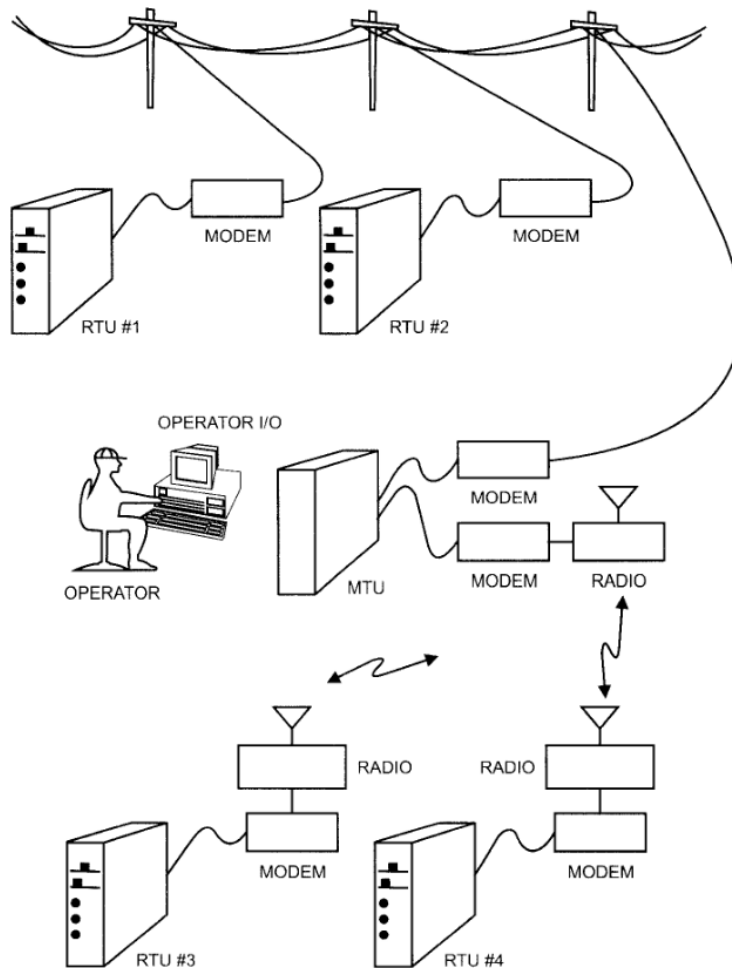 MODEM
MODEM
RTU #1
RTU #2
OPERATOR I/O
MODEM
OPERATOR
MTU
MODEM
RADIO
RADIO
RADIO
MODEM
MODEM
RTU #3
RTU #4